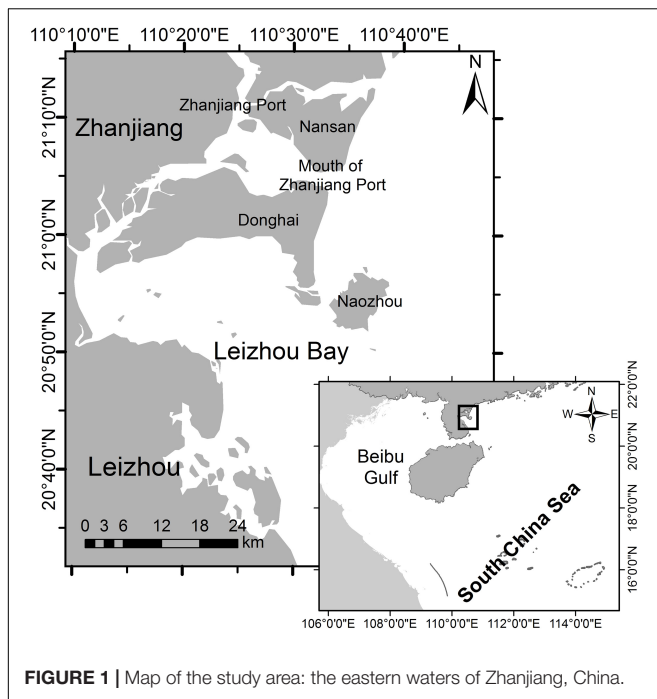 110°10'0"E 110°20'0"E 110°30'0"E 110°40'0"E
N
21°10'0"N
Zhanjiang Port
Zhanjiang
Nansan
Mouth of
Zhanjiang Port
21°0'0"N
Donghai
Naozhou
20°50'0"N
Leizhou Bay
20°40'0"N
Leizhou
0 3 6 12 18 24
km
N
W E
S
22°0'0"N
20°0'0"N
18°0'0"N
16°0'0"N
Beibu
Gulf
South China Sea
106°0'0"E 108°0'0"E 110°0'0"E 112°0'0"E 114°0'0"E
FIGURE 1 | Map of the study area: the eastern waters of Zhanjiang, China.